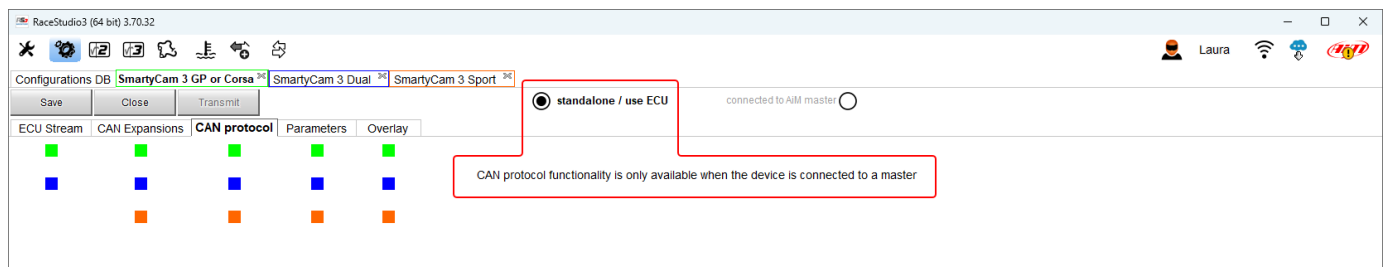 RaceStudio3 (64 bit) 3.70.32
Laura
Configurations DB SmartyCam 3 GP or Corsa SmartyCam 3 Dual SmartyCam 3 Sport
Save Close Transmit standalone / use ECU connected to AiM master
ECU Stream CAN Expansions CAN protocol Parameters Overlay
CAN protocol functionality is only available when the device is connected to a master